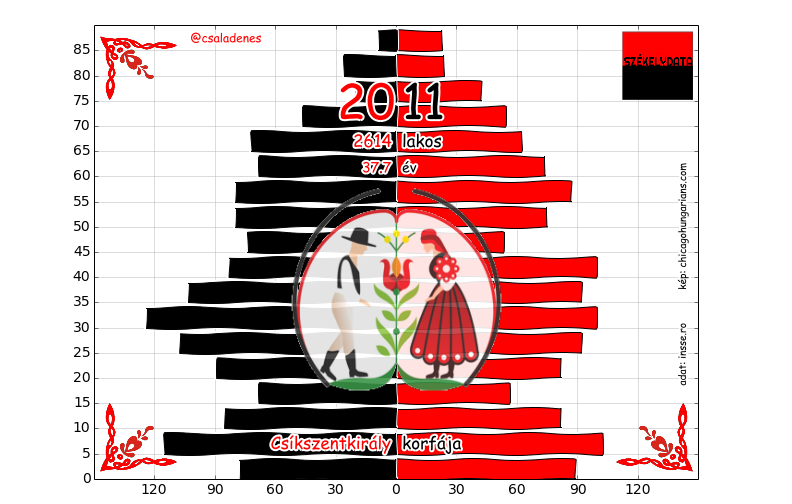 @csaladenes
SZÉKELYDATA
2011
2614 lakos
37.7 év
kép: chicagohungarians.com
adat: insse.ro
Csíkszentkirály korfája
85
80
75
70
65
60
55
50
45
40
35
30
25
20
15
10
5
0
120 90 60 30 0 30 60 90 120